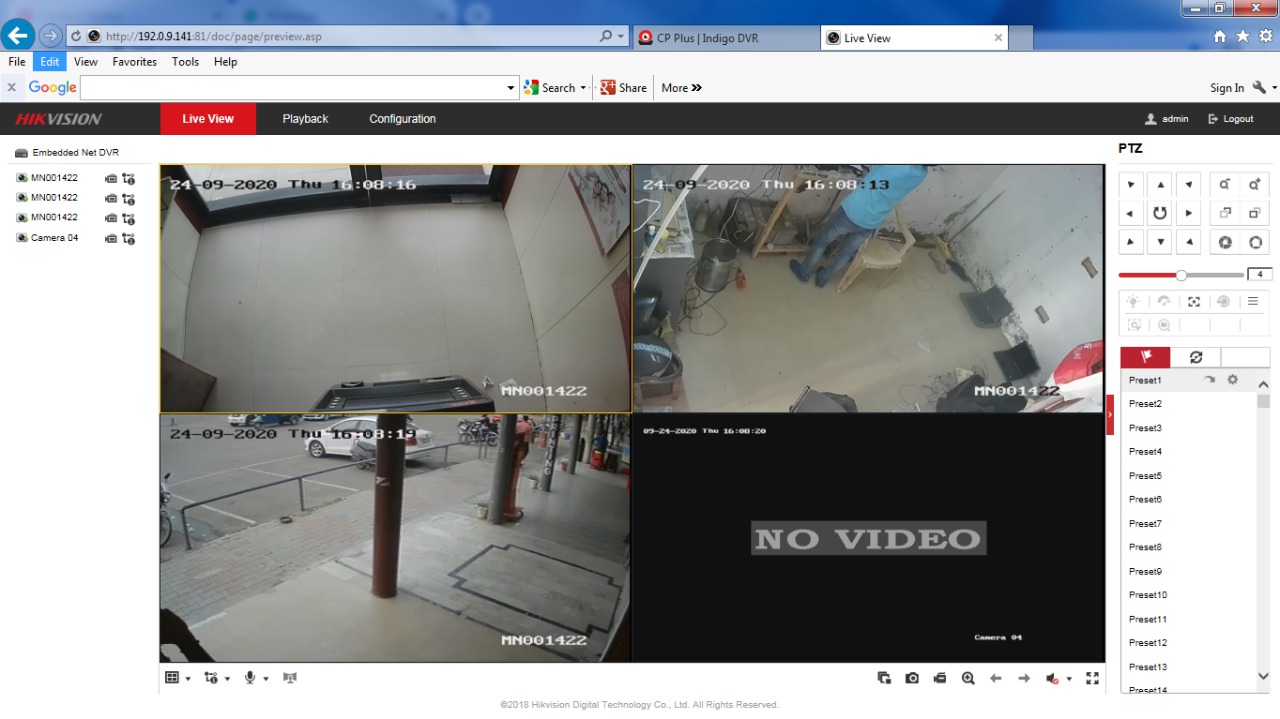 http://192.0.9.141:81/doc/page/preview.asp
CP Plus | Indigo DVR
Live View
File Edit View Favorites Tools Help
Google
Search
Share
More »
Sign In
HIKVISION
Live View
Playback
Configuration
admin
Logout
Embedded Net DVR
MN001422
MN001422
MN001422
Camera 04
24-09-2020 Thu 16:08:16
MN001422
24-09-2020 Thu 16:08:13
MN001422
24-09-2020 Thu 16:08:19
MN001422
09-24-2020 Thu 16:08:20
NO VIDEO
Camera 04
PTZ
4
Preset1
Preset2
Preset3
Preset4
Preset5
Preset6
Preset7
Preset8
Preset9
Preset10
Preset11
Preset12
Preset13
Preset14
©2018 Hikvision Digital Technology Co., Ltd. All Rights Reserved.